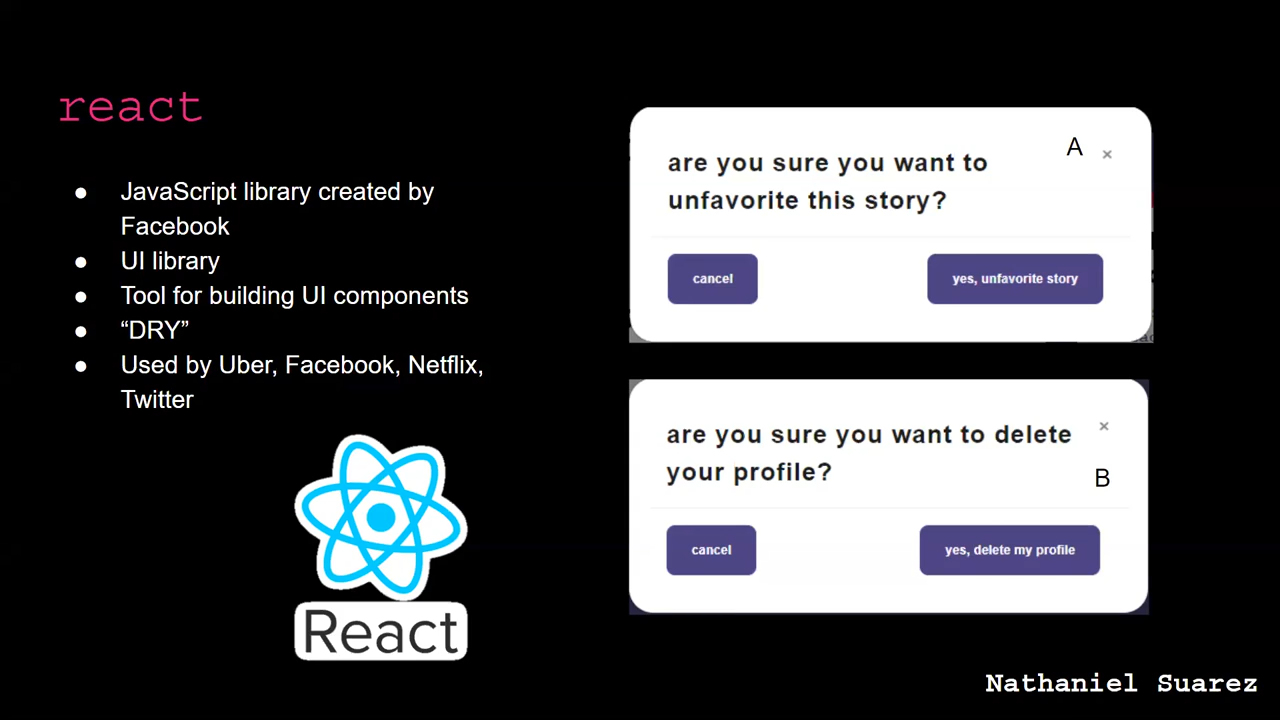 react
● JavaScript library created by
Facebook
● UI library
● Tool for building UI components
● “DRY”
● Used by Uber, Facebook, Netflix,
Twitter
React
A ×
are you sure you want to
unfavorite this story?
cancel yes, unfavorite story
are you sure you want to delete ×
your profile?
B
cancel yes, delete my profile
Nathaniel Suarez